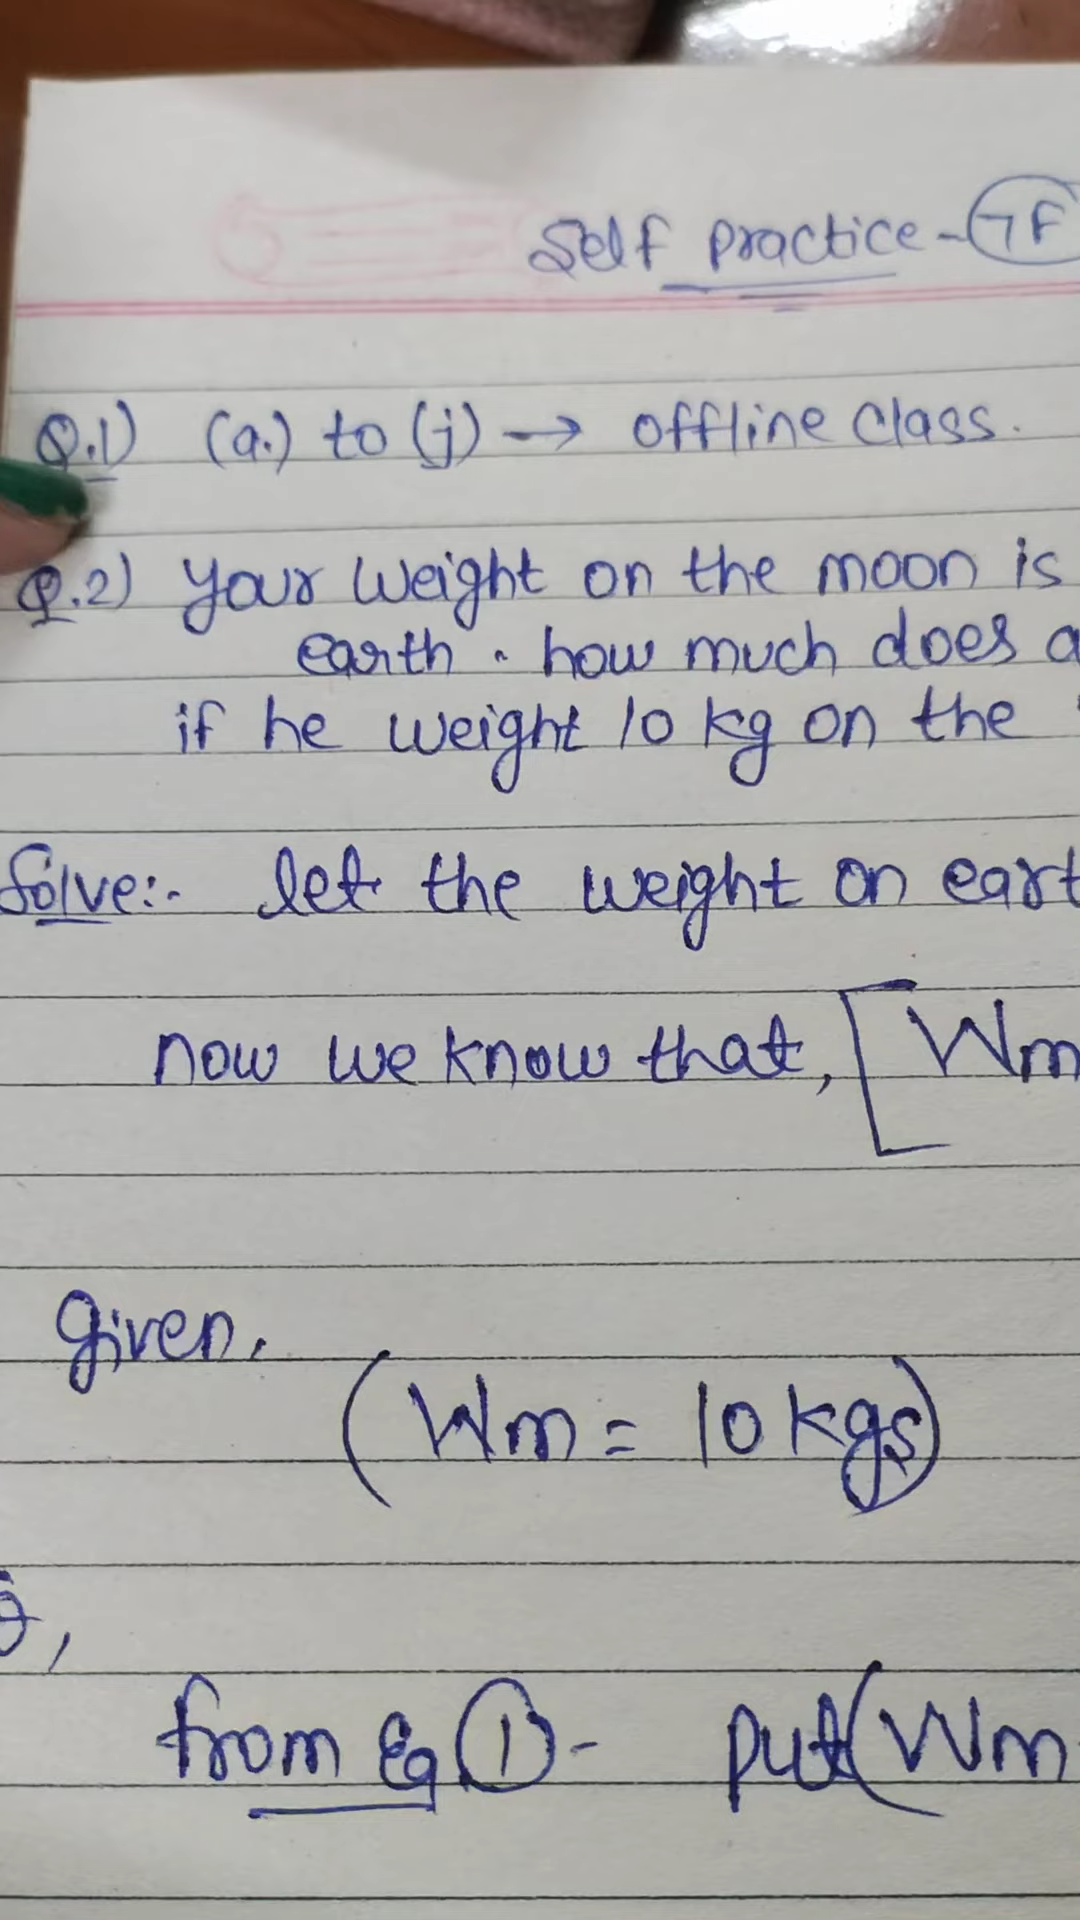 Self practice - 7F
Q.1) (a.) to (j) → offline class.
Q.2) your weight on the moon is
earth. how much does a
if he weight 10 kg on the
Solve:- let the weight on eart
now we know that, [Wm
given,
(Wm = 10 kgs)
from Eq ① - put (Wm